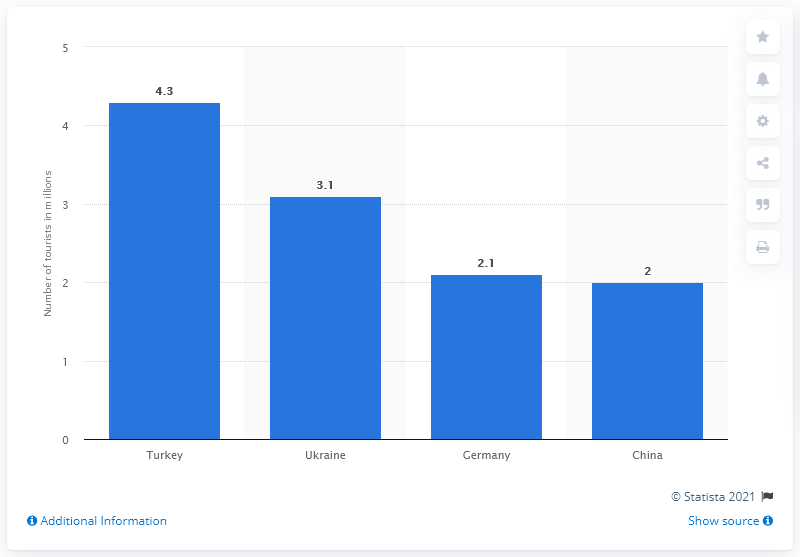 Number of tourists in millions
5
4
3
2
1
0
4.3
3.1
2.1
2
Turkey Ukraine Germany China
© Statista 2021
Additional Information Show source